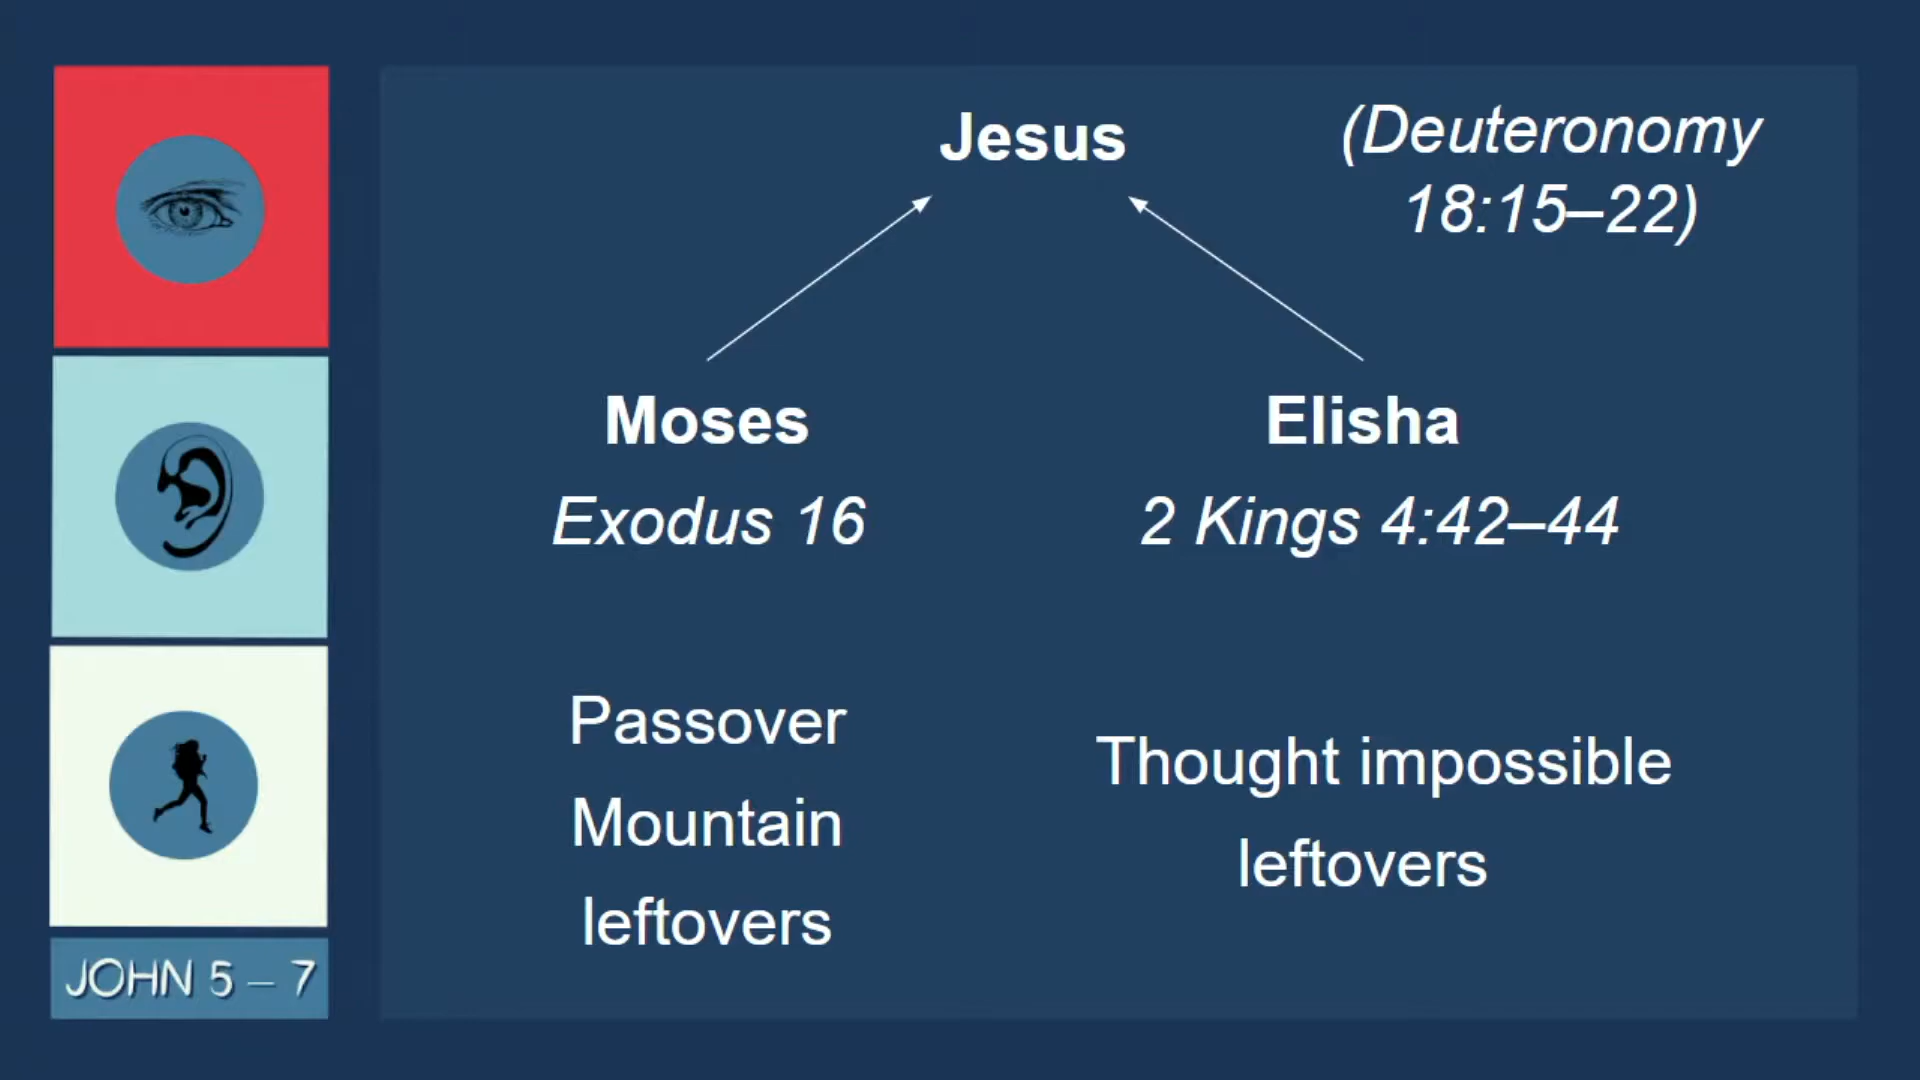 Jesus
(Deuteronomy
18:15–22)
Moses
Exodus 16
Elisha
2 Kings 4:42–44
Passover
Mountain
leftovers
Thought impossible
leftovers
JOHN 5 – 7